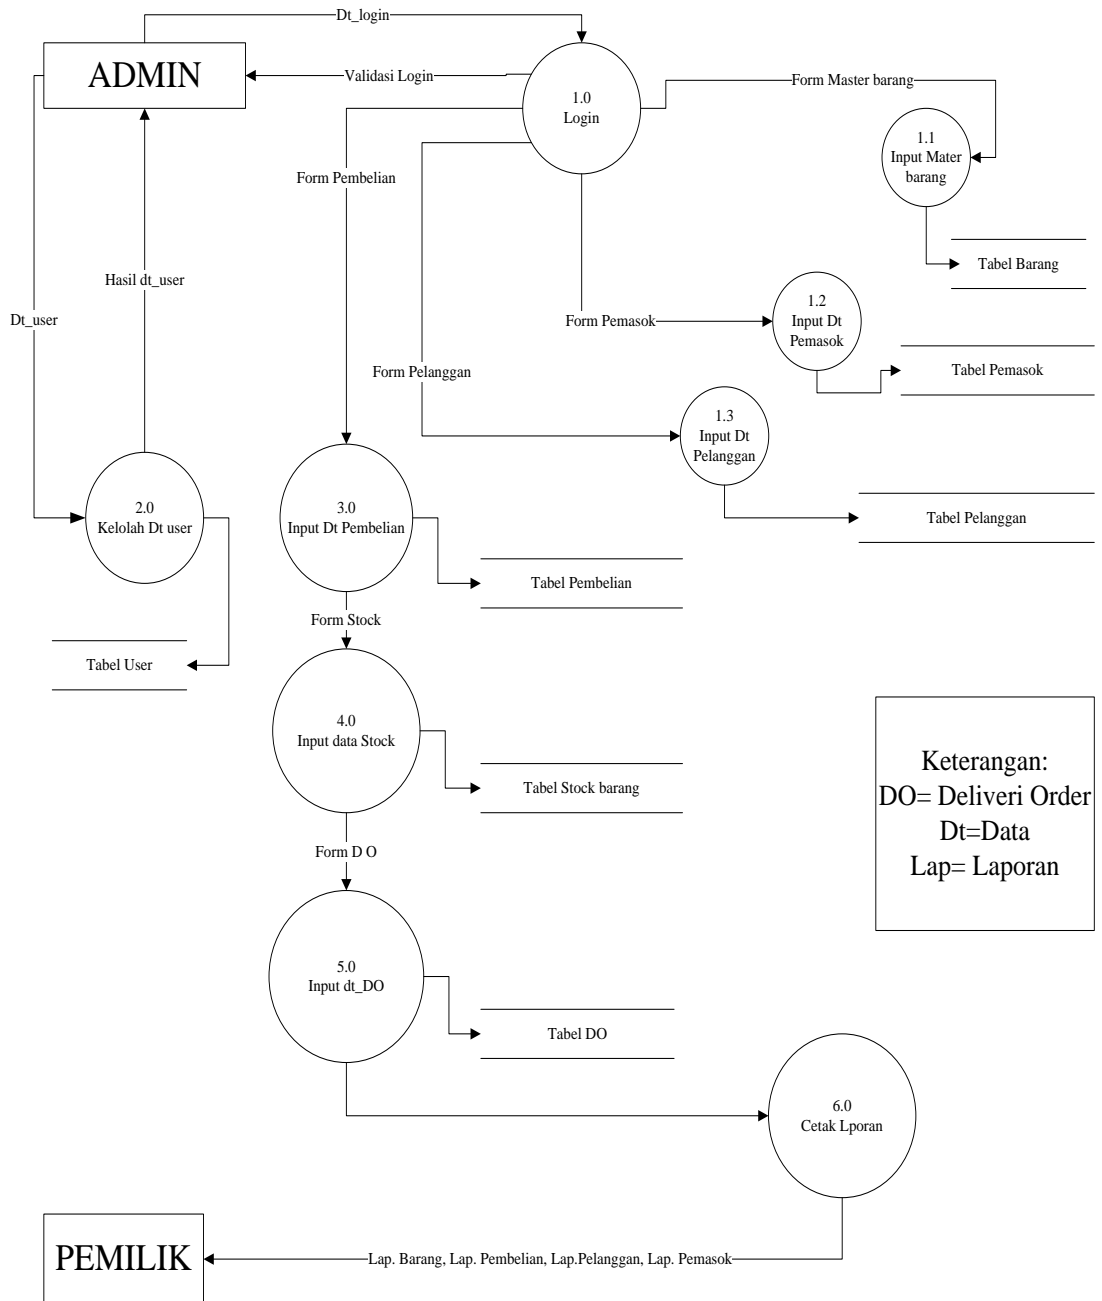 Dt_login
ADMIN
Validasi Login
1.0
Login
Form Master barang
1.1
Input Mater
barang
Form Pembelian
Tabel Barang
Hasil dt_user
1.2
Input Dt
Pemasok
Dt_user
Form Pemasok
Tabel Pemasok
Form Pelanggan
1.3
Input Dt
Pelanggan
2.0
Kelolah Dt user
3.0
Input Dt Pembelian
Tabel Pelanggan
Tabel Pembelian
Form Stock
Tabel User
4.0
Input data Stock
Tabel Stock barang
Keterangan:
DO= Deliveri Order
Dt=Data
Lap= Laporan
Form D O
5.0
Input dt_DO
Tabel DO
6.0
Cetak Lporan
PEMILIK
Lap. Barang, Lap. Pembelian, Lap.Pelanggan, Lap. Pemasok